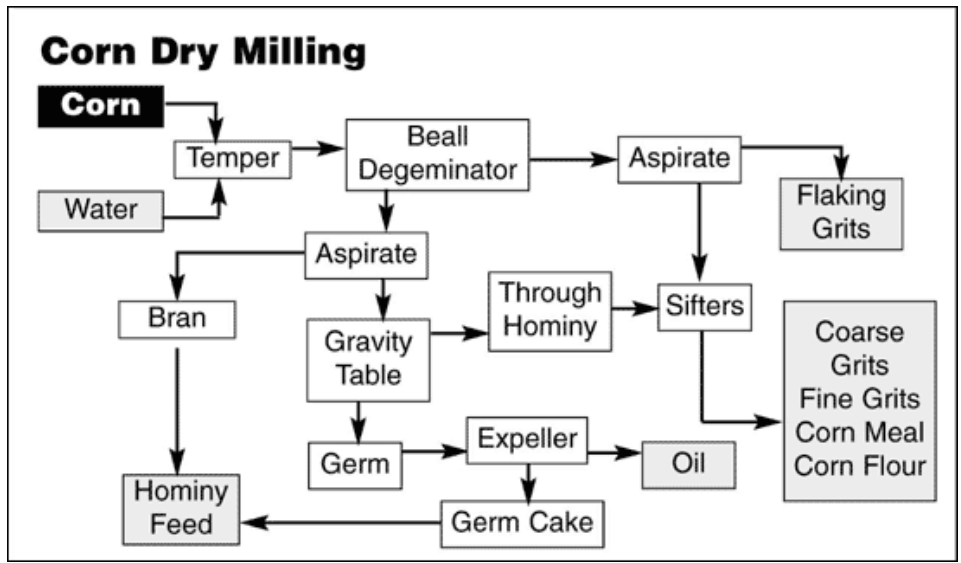 Corn Dry Milling
Corn
Temper
Water
Beall
Degeminator
Aspirate
Flaking
Grits
Aspirate
Bran
Gravity
Table
Through
Hominy
Sifters
Coarse
Grits
Fine Grits
Corn Meal
Corn Flour
Germ
Expeller
Oil
Hominy
Feed
Germ Cake